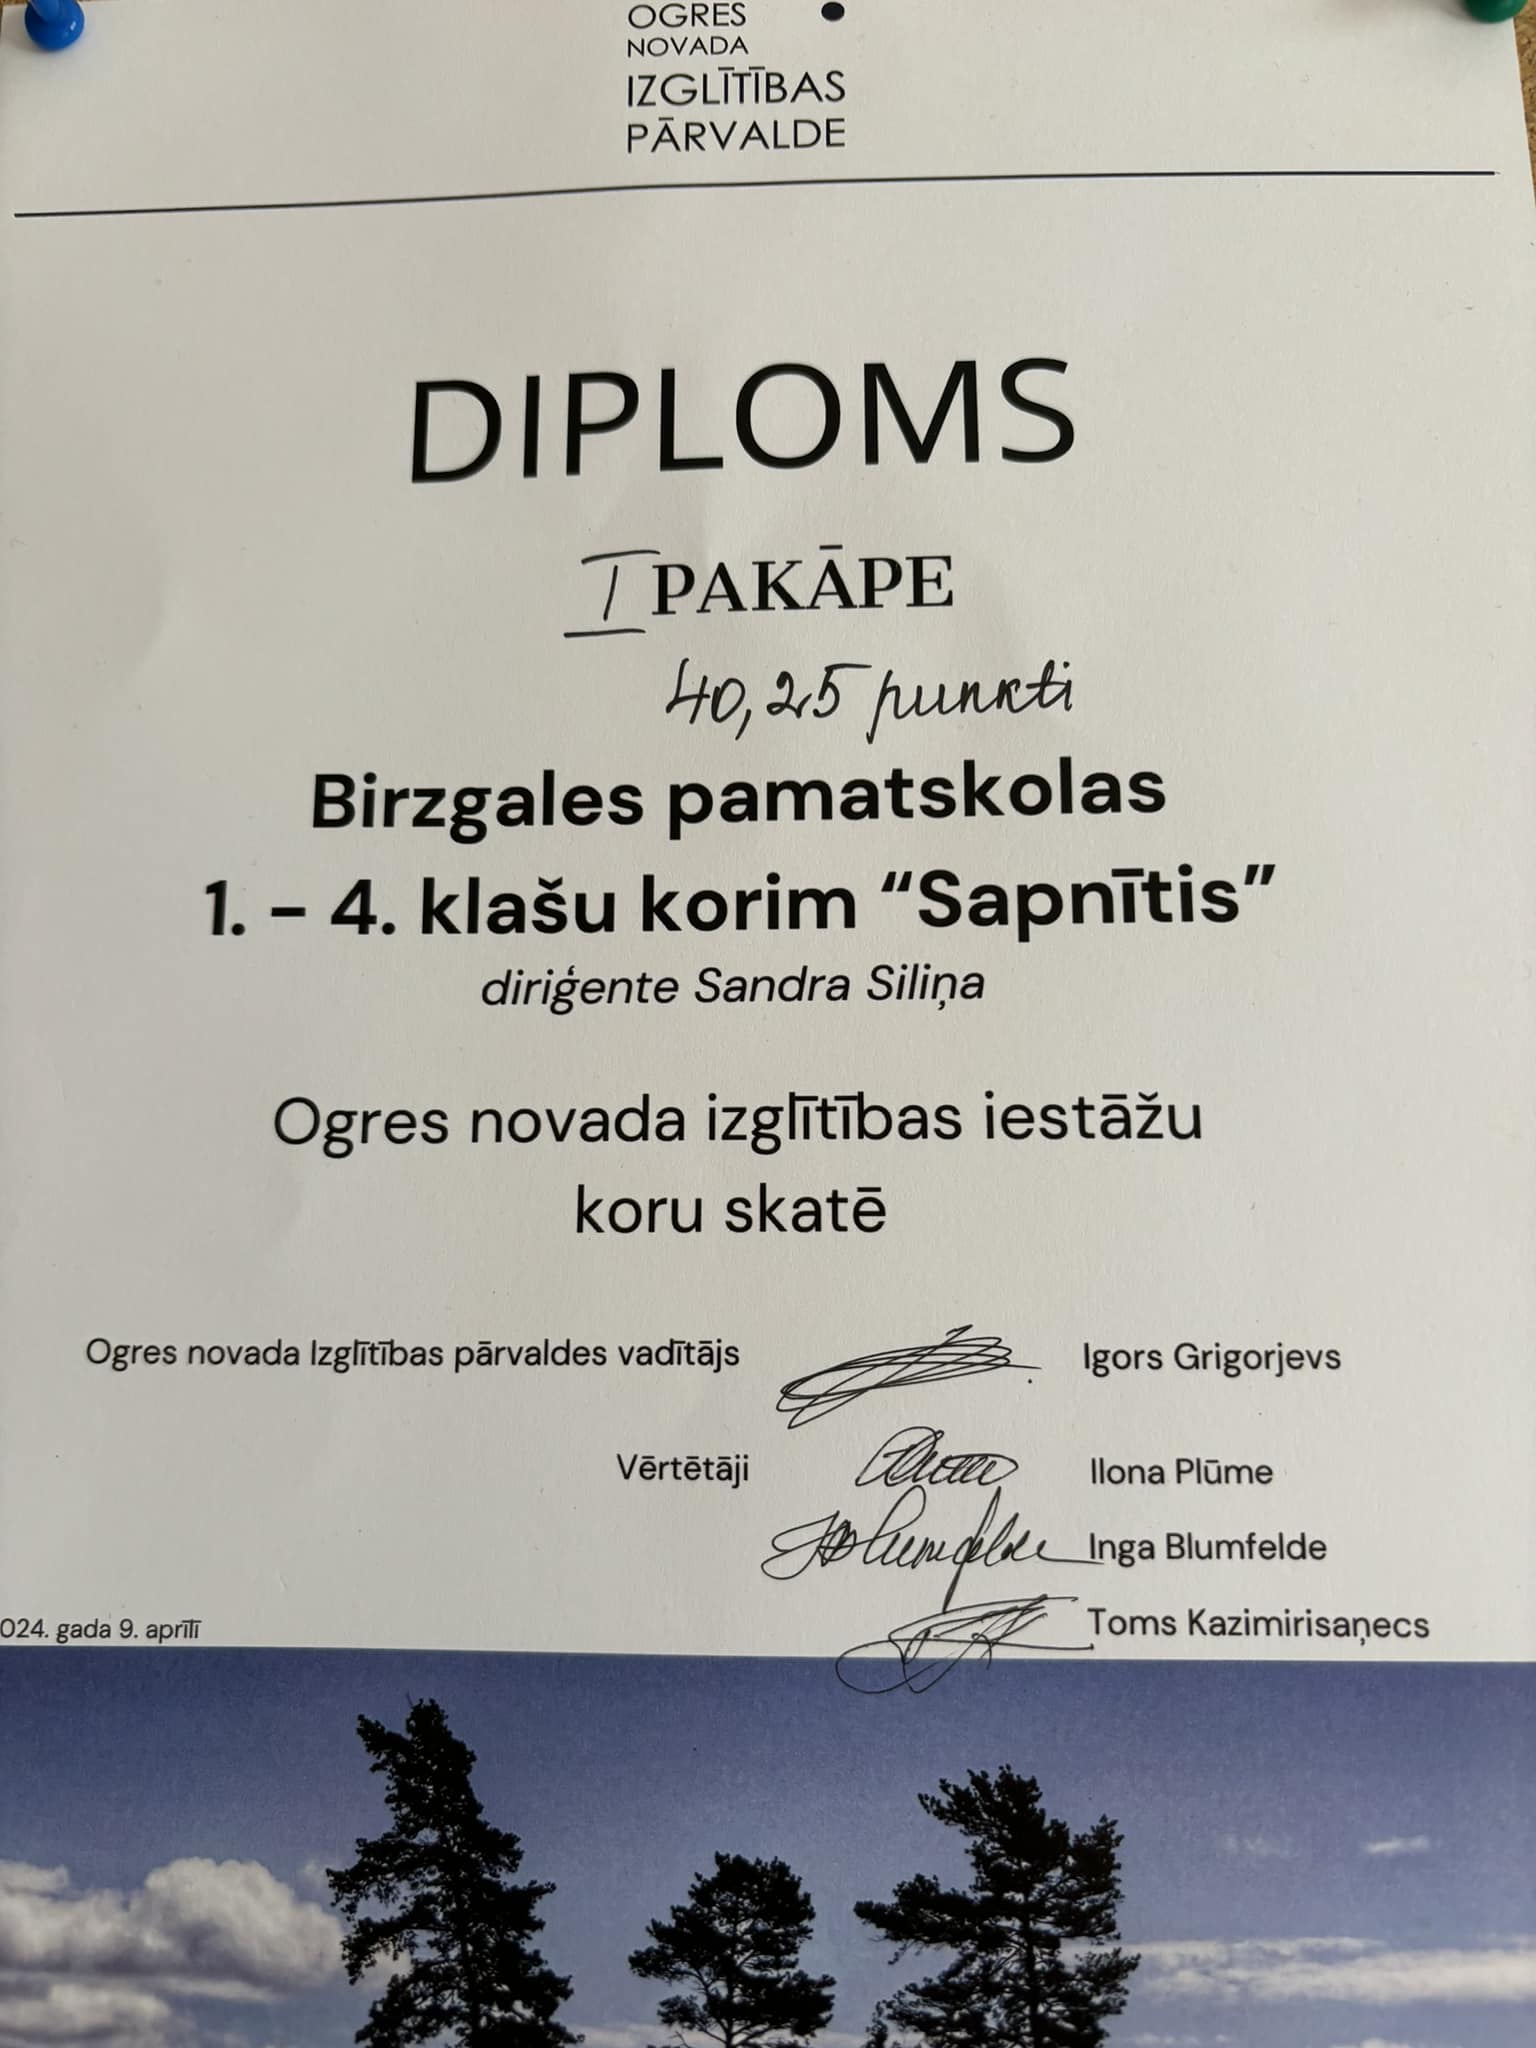 OGRES
NOVADA
IZGLĪTĪBAS
PĀRVALDE
DIPLOMS
I PAKĀPE
40,25 punkti
Birzgales pamatskolas
1. – 4. klašu korim “Sapnītis”
diriģente Sandra Siliņa
Ogres novada izglītības iestāžu
koru skatē
Ogres novada Izglītības pārvaldes vadītājs Igors Grigorjevs
Vērtētāji Ilona Plūme
Inga Blumfelde
Toms Kazimirisaņecs
024. gada 9. aprīlī